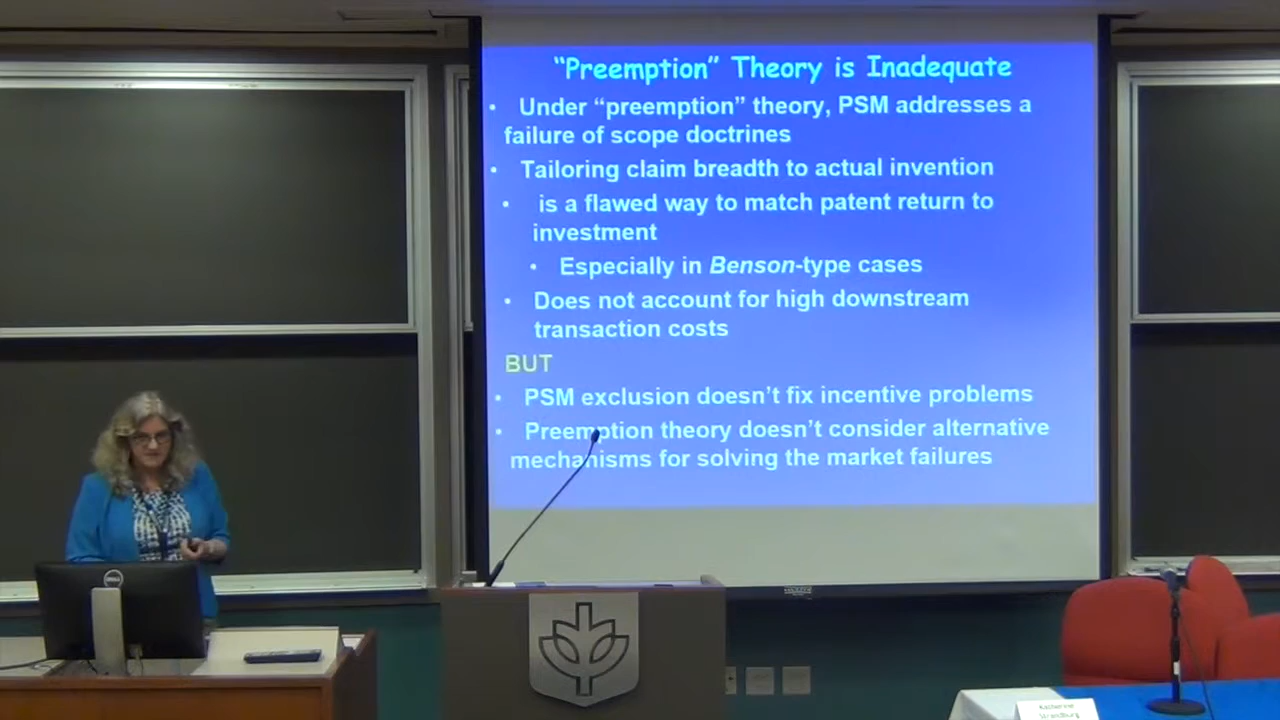 “Preemption” Theory is Inadequate
• Under “preemption” theory, PSM addresses a
failure of scope doctrines
• Tailoring claim breadth to actual invention
• is a flawed way to match patent return to
investment
• Especially in Benson-type cases
• Does not account for high downstream
transaction costs
BUT
• PSM exclusion doesn’t fix incentive problems
• Preemption theory doesn’t consider alternative
mechanisms for solving the market failures
DELL
Katherine
Strandburg